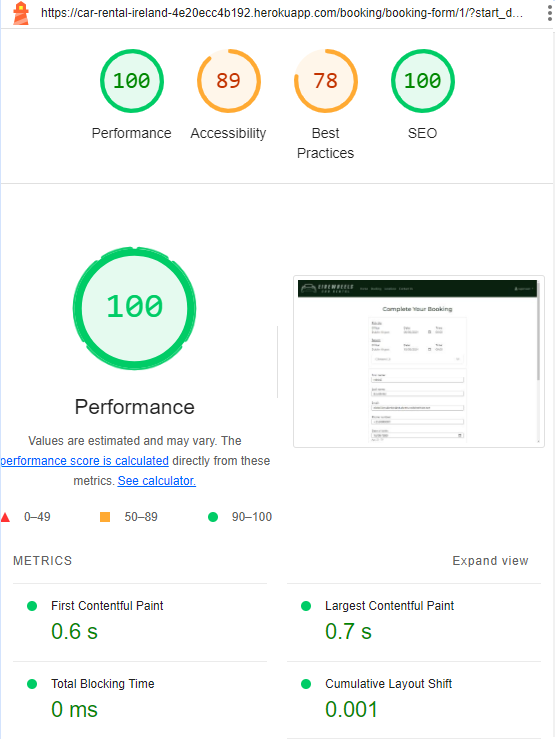 https://car-rental-ireland-4e20ecc4b192.herokuapp.com/booking/booking-form/1/?start_d…
100
89
78
100
Performance
Accessibility
Best
Practices
SEO
100
Performance
Values are estimated and may vary. The
performance score is calculated directly from these
metrics. See calculator.
0–49
50–89
90–100
Complete Your Booking
METRICS
Expand view
First Contentful Paint
0.6 s
Largest Contentful Paint
0.7 s
Total Blocking Time
0 ms
Cumulative Layout Shift
0.001